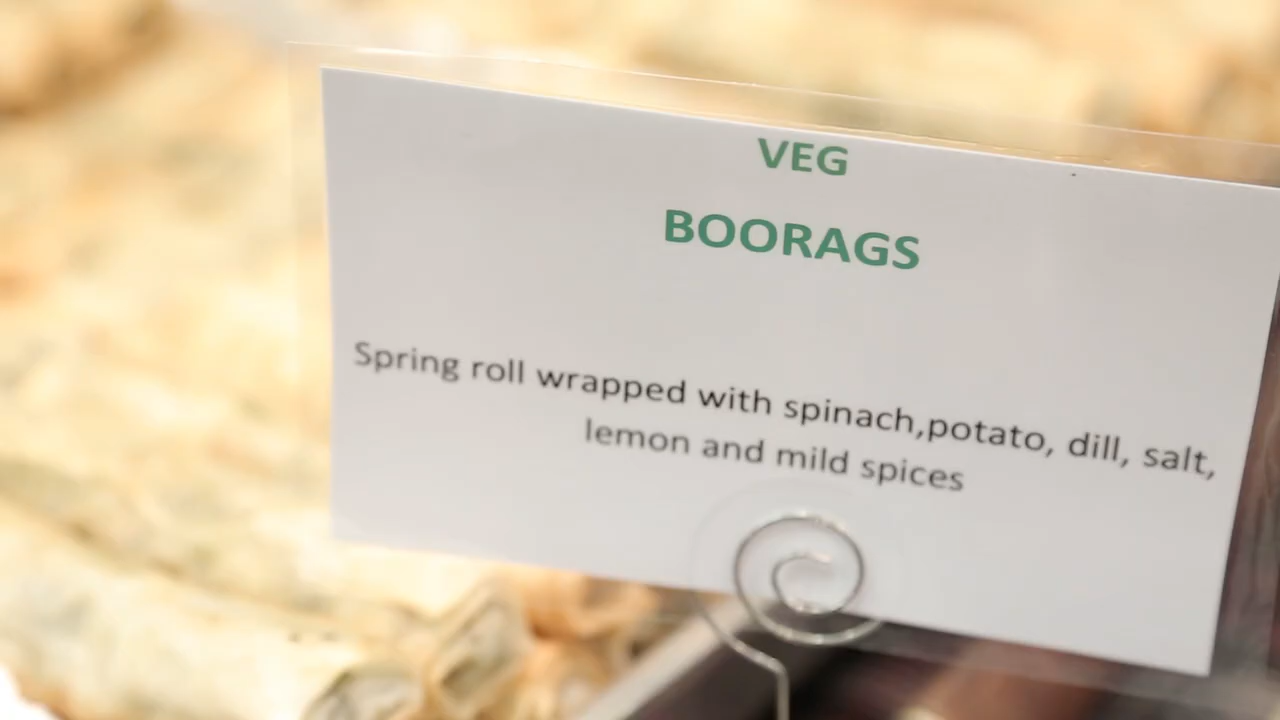 VEG
BOORAGS
Spring roll wrapped with spinach,potato, dill, salt,
lemon and mild spices